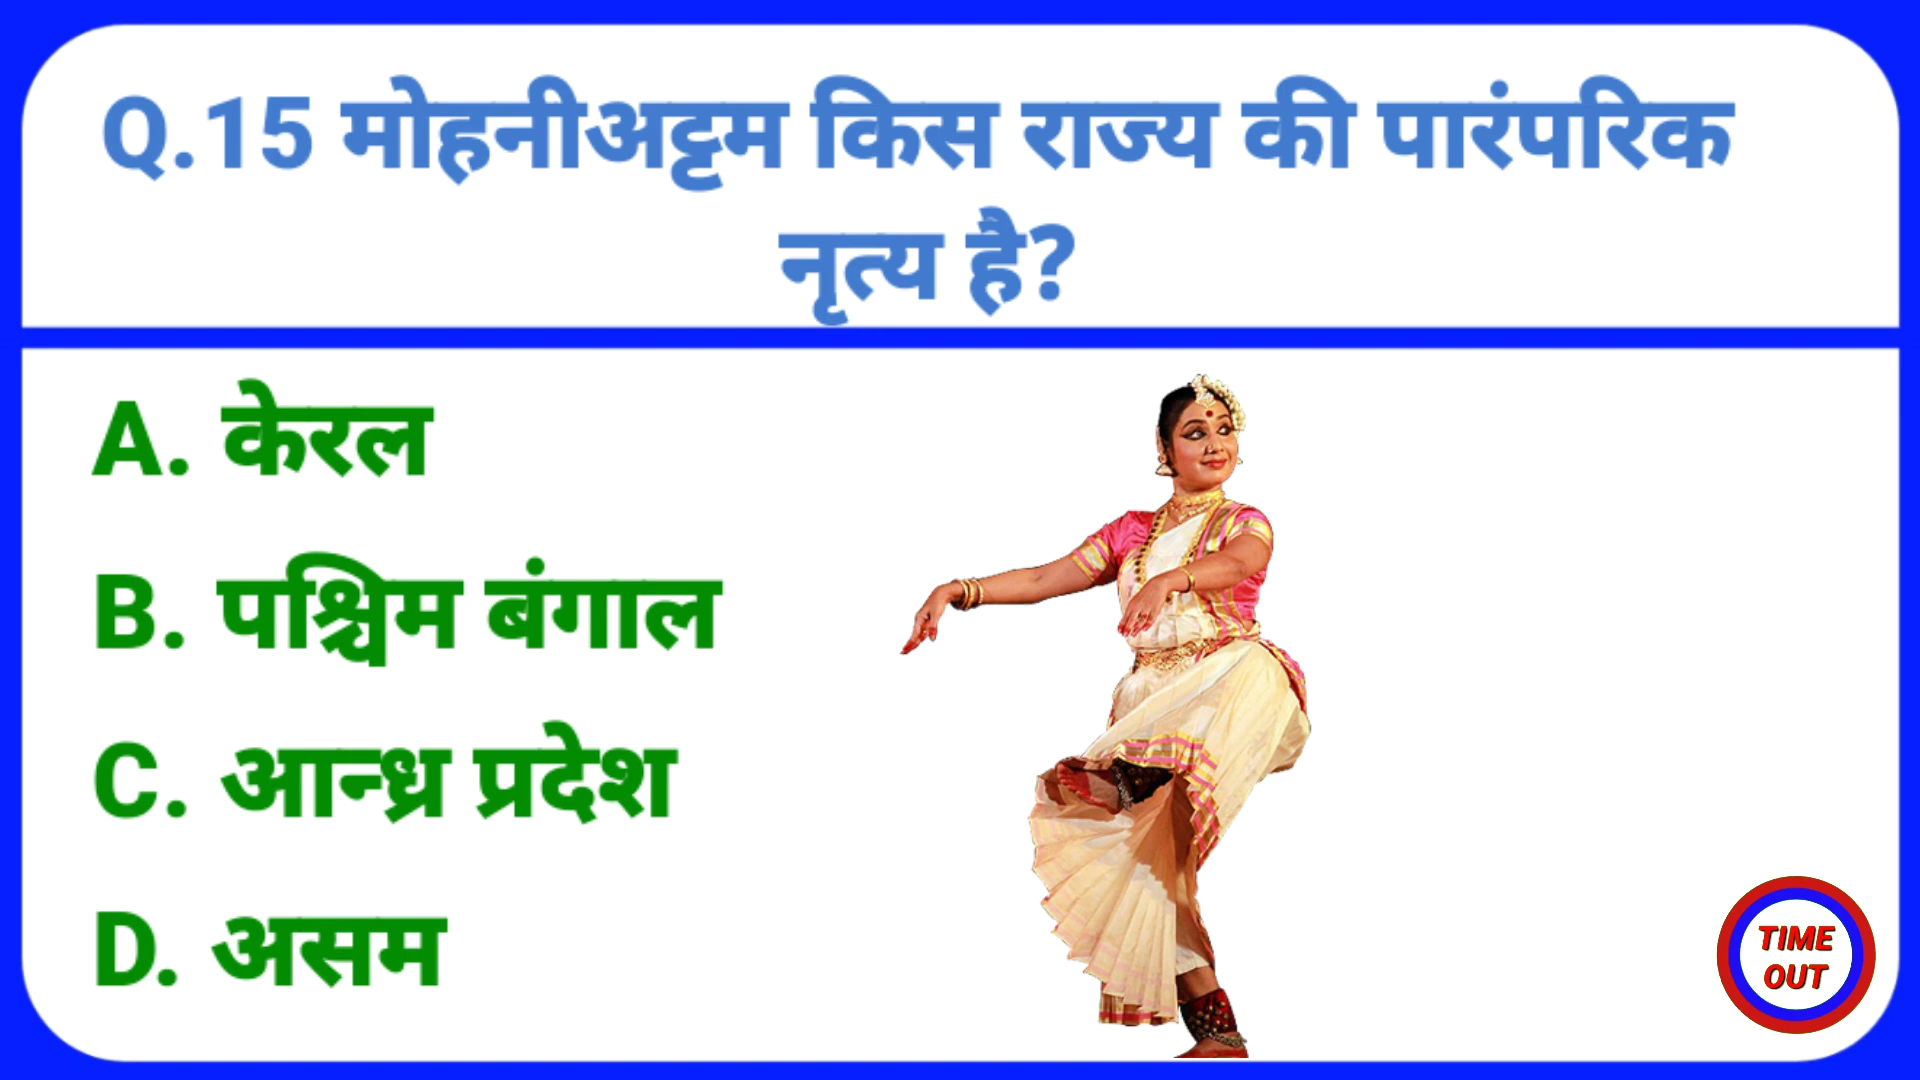 Q.15 मोहनीअट्टम किस राज्य की पारंपरिक
नृत्य है?
A. केरल
B. पश्चिम बंगाल
C. आन्ध्र प्रदेश
D. असम
TIME
OUT